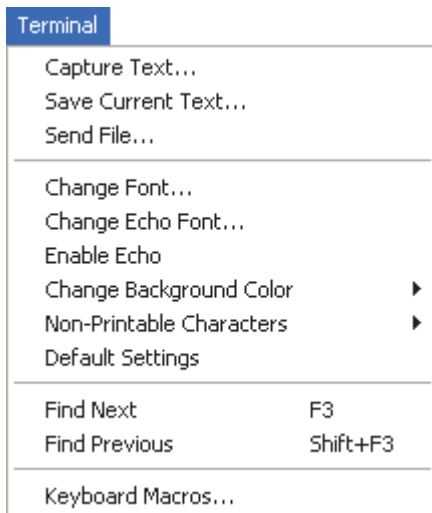 Terminal
Capture Text...
Save Current Text...
Send File...
Change Font...
Change Echo Font...
Enable Echo
Change Background Color
Non-Printable Characters
Default Settings
Find Next F3
Find Previous Shift+F3
Keyboard Macros...